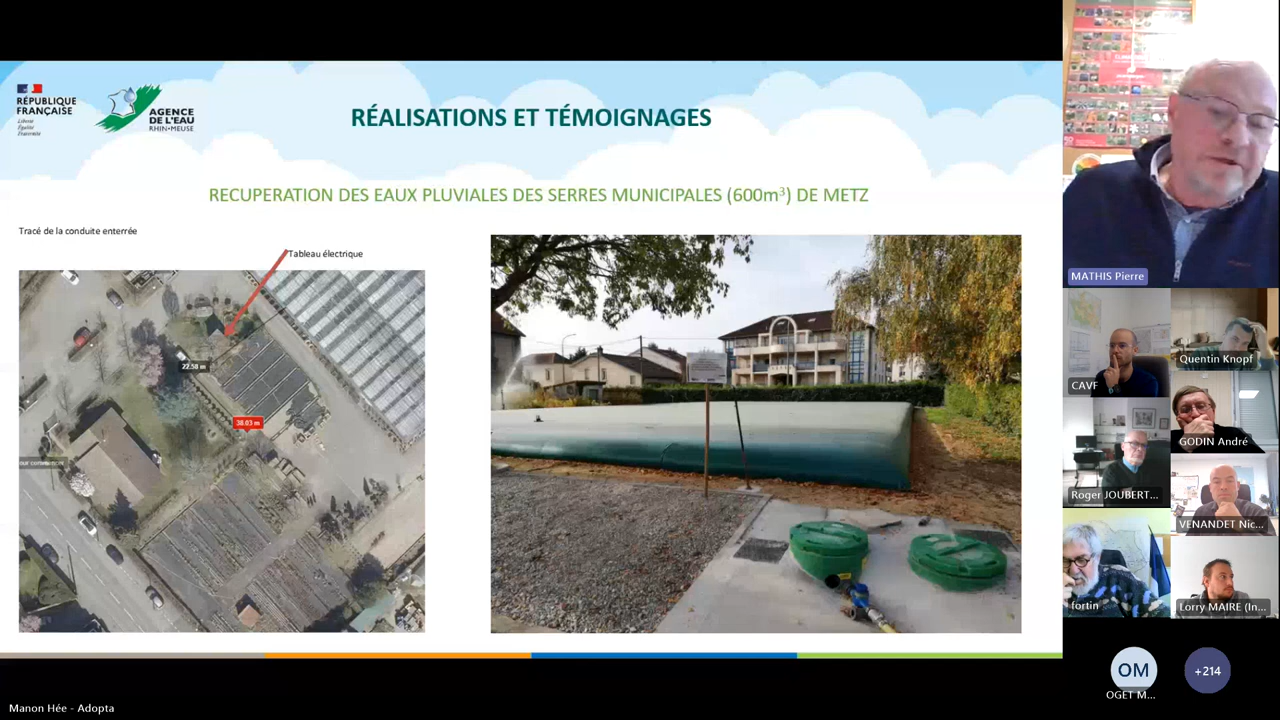 RÉPUBLIQUE
FRANÇAISE
Liberté
Égalité
Fraternité
AGENCE
DE L'EAU
RHIN•MEUSE
RÉALISATIONS ET TÉMOIGNAGES
RECUPERATION DES EAUX PLUVIALES DES SERRES MUNICIPALES (600m³) DE METZ
Tracé de la conduite enterrée
Tableau électrique
22.58 m
38.03 m
MATHIS Pierre
CAVF
Quentin Knopf
GODIN André
Roger JOUBERT...
VENANDET Nic...
fortin
Lorry MAIRE (In...
OM
OGET M...
+214
Manon Hée - Adopta